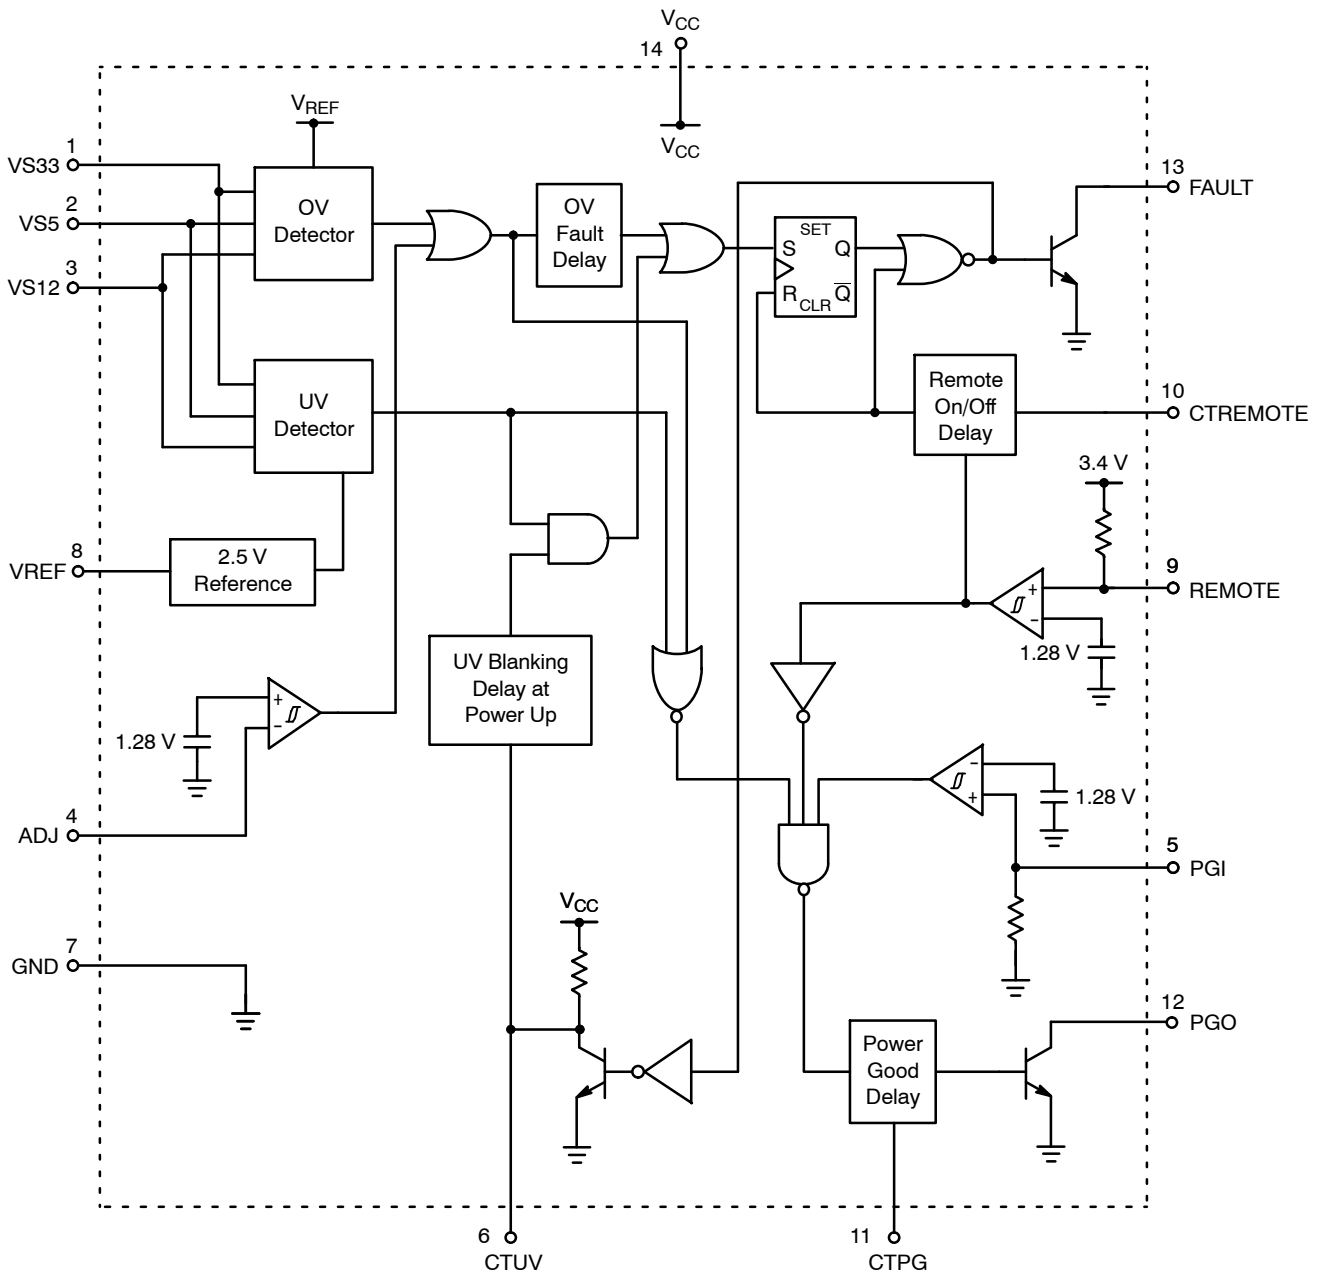 VCC
14
VCC
VREF
1
VS33
2
VS5
3
VS12
OV
Detector
OV
Fault
Delay
SET
S
Q
R
CLR
Q̅
13
FAULT
UV
Detector
Remote
On/Off
Delay
10
CTREMOTE
3.4 V
8
VREF
2.5 V
Reference
9
REMOTE
+
−
1.28 V
UV Blanking
Delay at
Power Up
+
−
1.28 V
−
+
1.28 V
4
ADJ
5
PGI
VCC
7
GND
12
PGO
Power
Good
Delay
6
CTUV
11
CTPG